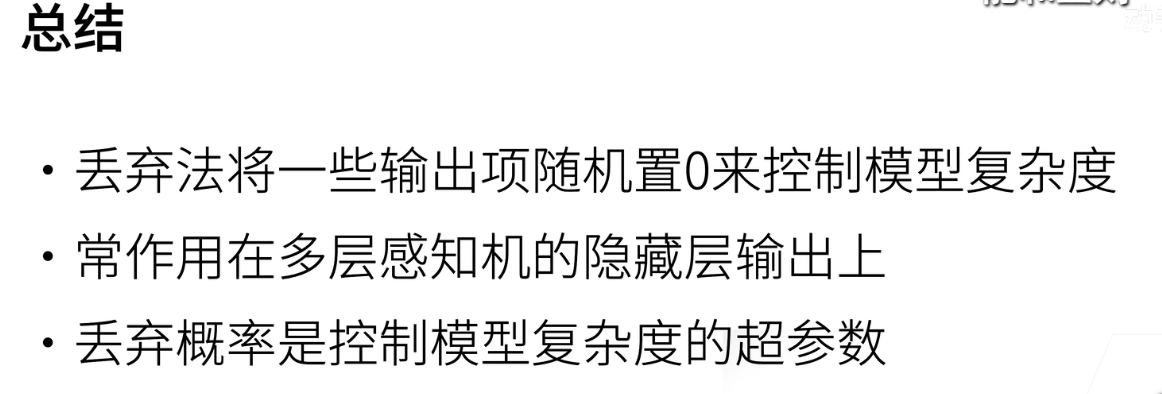 总结
• 丢弃法将一些输出项随机置0来控制模型复杂度
• 常作用在多层感知机的隐藏层输出上
• 丢弃概率是控制模型复杂度的超参数